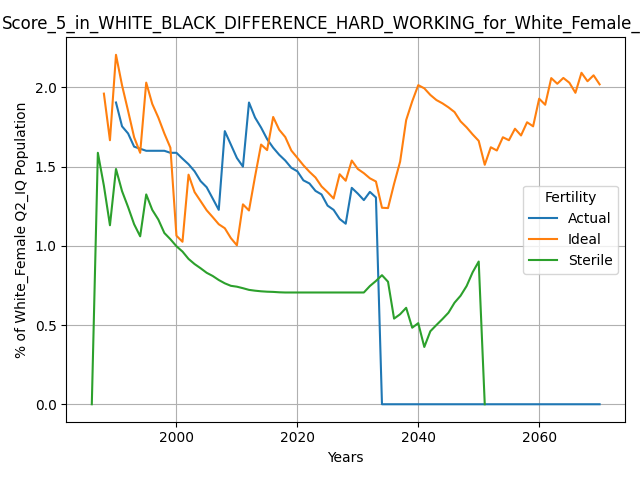 Score_5_in_WHITE_BLACK_DIFFERENCE_HARD_WORKING_for_White_Female_
% of White_Female Q2_IQ Population
2.0
1.5
1.0
0.5
0.0
Fertility
Actual
Ideal
Sterile
2000
2020
2040
2060
Years